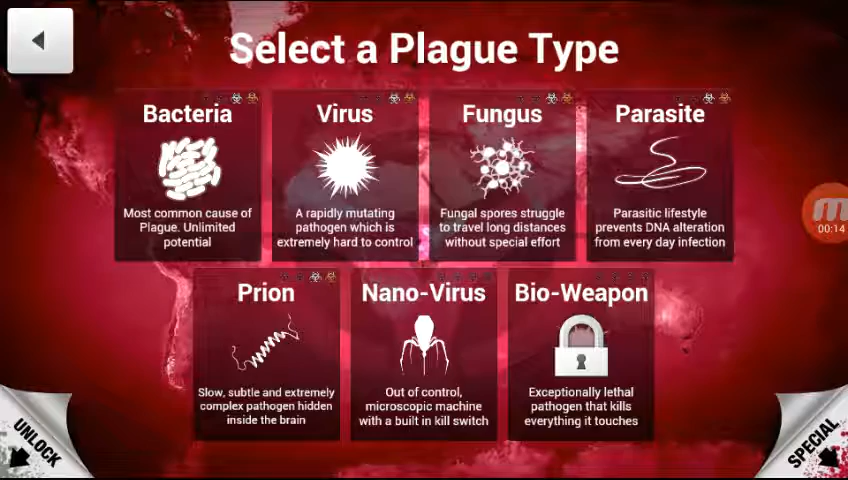 Select a Plague Type
Bacteria
Most common cause of
Plague. Unlimited
potential
Virus
A rapidly mutating
pathogen which is
extremely hard to control
Fungus
Fungal spores struggle
to travel long distances
without special effort
Parasite
Parasitic lifestyle
prevents DNA alteration
from every day infection
Prion
Slow, subtle and extremely
complex pathogen hidden
inside the brain
Nano-Virus
Out of control,
microscopic machine
with a built in kill switch
Bio-Weapon
Exceptionally lethal
pathogen that kills
everything it touches
00:14
UNLOCK
SPECIAL